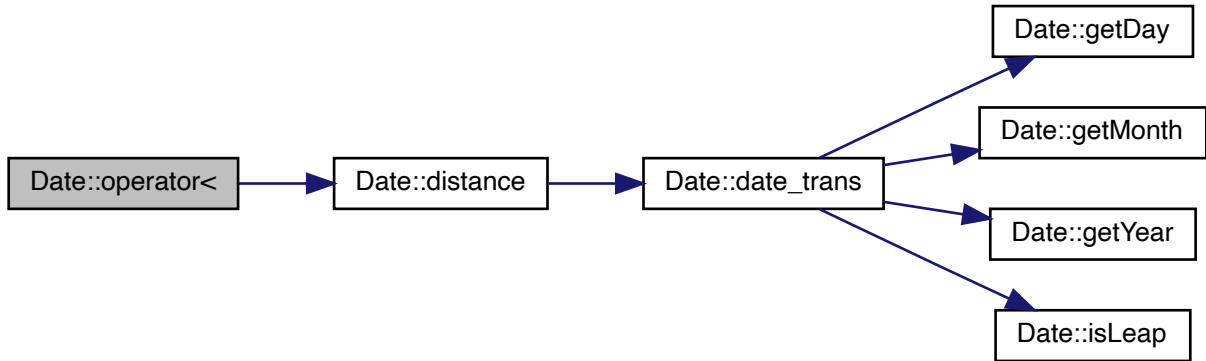 Date::operator<
Date::distance
Date::date_trans
Date::getDay
Date::getMonth
Date::getYear
Date::isLeap